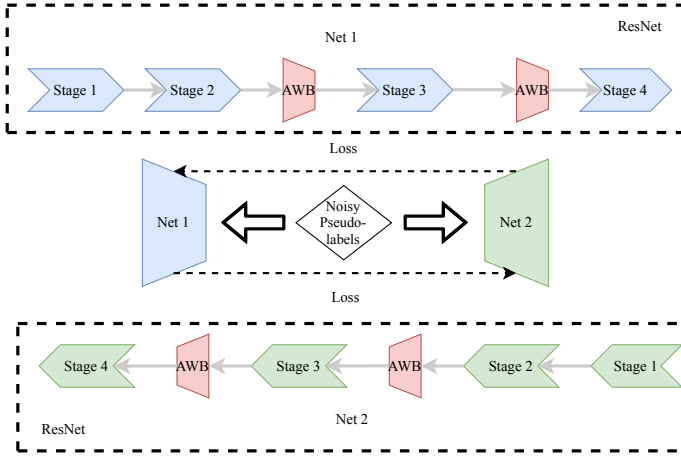 Net 1
ResNet
Stage 1 Stage 2 AWB Stage 3 AWB Stage 4
Loss
Net 1
Noisy
Pseudo-
labels
Net 2
Loss
Stage 4 AWB Stage 3 AWB Stage 2 Stage 1
Net 2
ResNet